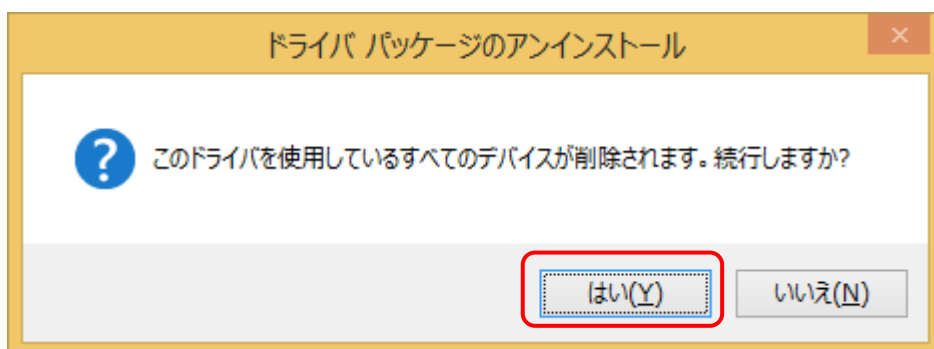 ドライバ パッケージのアンインストール
このドライバを使用しているすべてのデバイスが削除されます。続行しますか?
はい(Y)
いいえ(N)